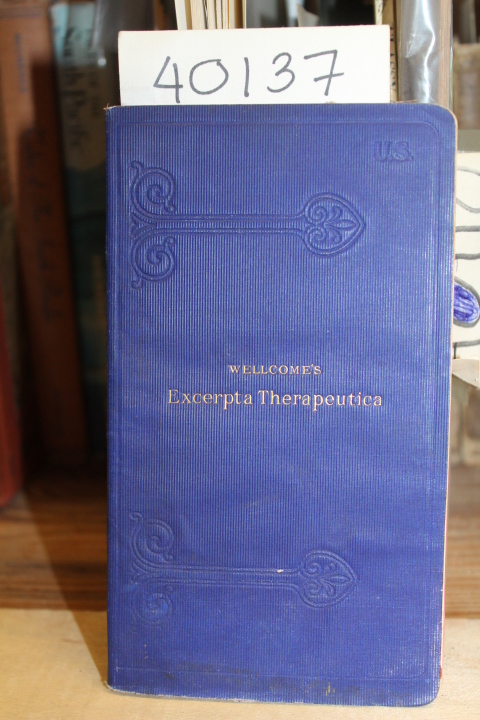 40137
U.S.
WELLCOME'S
Excerpta Therapeutica